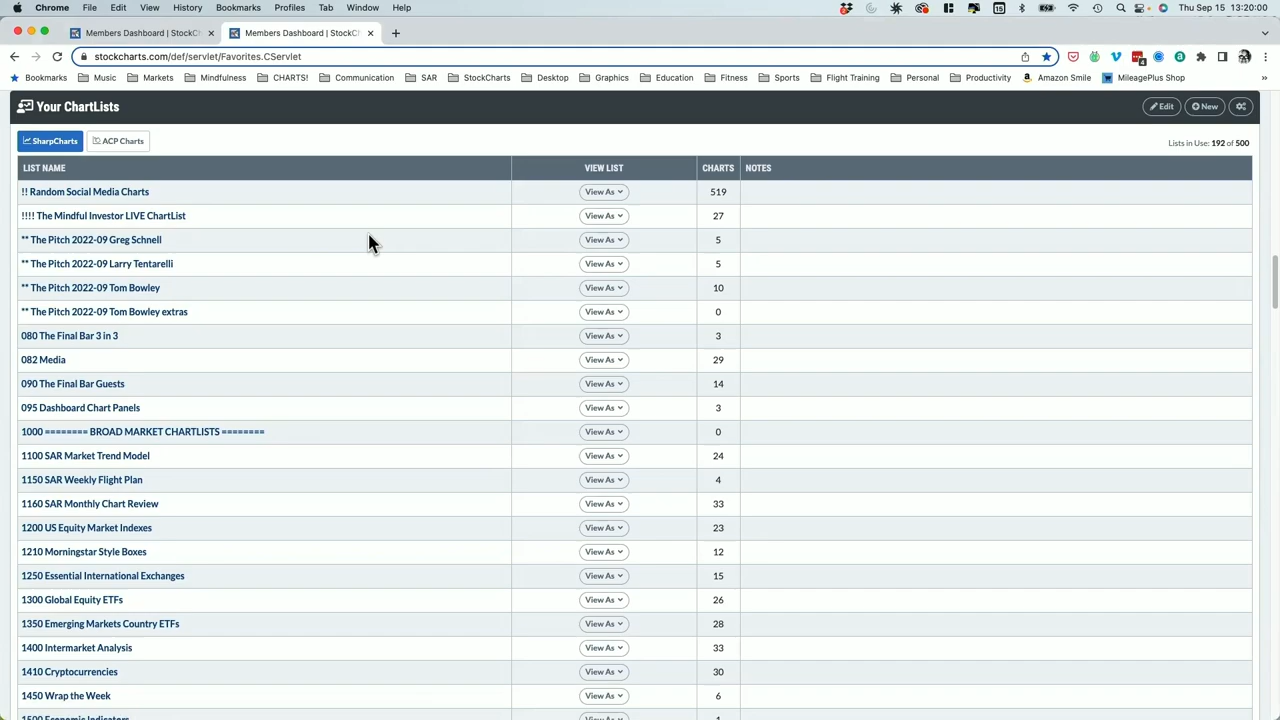 Chrome File Edit View History Bookmarks Profiles Tab Window Help Thu Sep 15 13:20:00
Members Dashboard | StockCh Members Dashboard | StockCh
stockcharts.com/def/servlet/Favorites.CServlet
Bookmarks Music Markets Mindfulness CHARTS! Communication SAR StockCharts Desktop Graphics Education Fitness Sports Flight Training Personal Productivity Amazon Smile MileagePlus Shop »
Your ChartLists Edit New
SharpCharts ACP Charts Lists in Use: 192 of 500
LIST NAME VIEW LIST CHARTS NOTES
!! Random Social Media Charts View As 519
!!!! The Mindful Investor LIVE ChartList View As 27
** The Pitch 2022-09 Greg Schnell View As 5
** The Pitch 2022-09 Larry Tentarelli View As 5
** The Pitch 2022-09 Tom Bowley View As 10
** The Pitch 2022-09 Tom Bowley extras View As 0
080 The Final Bar 3 in 3 View As 3
082 Media View As 29
090 The Final Bar Guests View As 14
095 Dashboard Chart Panels View As 3
1000 ======== BROAD MARKET CHARTLISTS ======== View As 0
1100 SAR Market Trend Model View As 24
1150 SAR Weekly Flight Plan View As 4
1160 SAR Monthly Chart Review View As 33
1200 US Equity Market Indexes View As 23
1210 Morningstar Style Boxes View As 12
1250 Essential International Exchanges View As 15
1300 Global Equity ETFs View As 26
1350 Emerging Markets Country ETFs View As 28
1400 Intermarket Analysis View As 33
1410 Cryptocurrencies View As 30
1450 Wrap the Week View As 6
1500 Economic Indicators View As 1